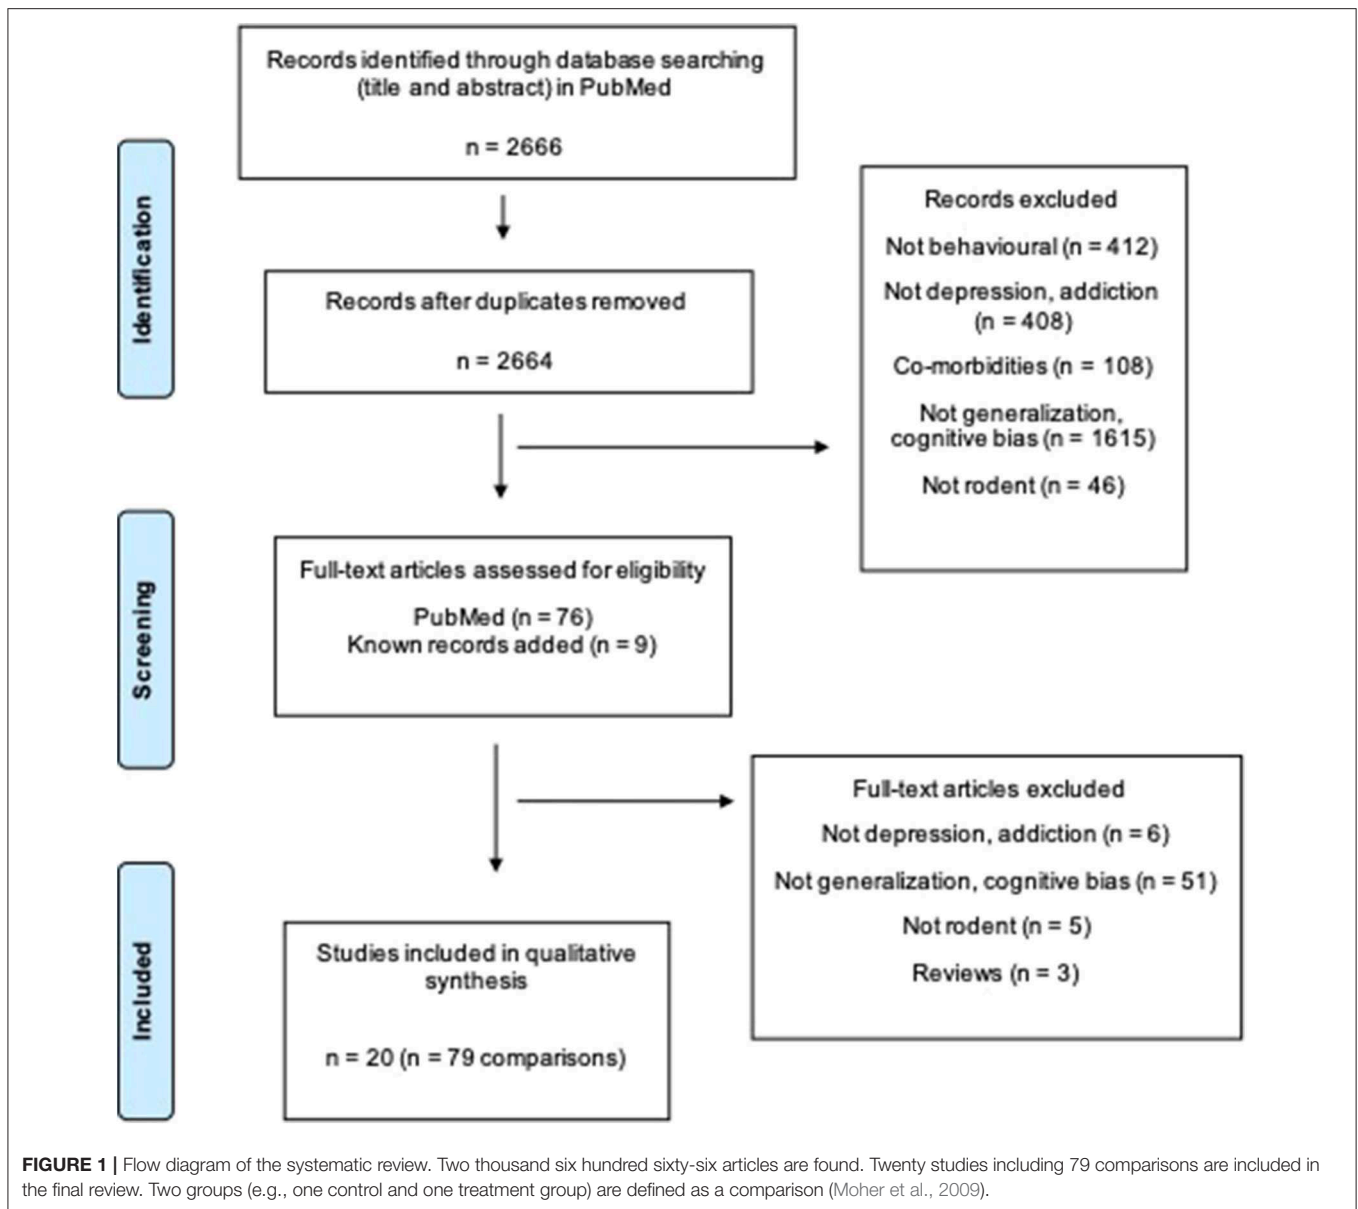 Records identified through database searching
(title and abstract) in PubMed
n = 2666
Identification
Records excluded
Not behavioural (n = 412)
Not depression, addiction
(n = 408)
Co-morbidities (n = 108)
Not generalization,
cognitive bias (n = 1615)
Not rodent (n = 46)
Records after duplicates removed
n = 2664
Screening
Full-text articles assessed for eligibility
PubMed (n = 76)
Known records added (n = 9)
Full-text articles excluded
Not depression, addiction (n = 6)
Not generalization, cognitive bias (n = 51)
Not rodent (n = 5)
Reviews (n = 3)
Included
Studies included in qualitative
synthesis
n = 20 (n = 79 comparisons)
FIGURE 1 | Flow diagram of the systematic review. Two thousand six hundred sixty-six articles are found. Twenty studies including 79 comparisons are included in
the final review. Two groups (e.g., one control and one treatment group) are defined as a comparison (Moher et al., 2009).